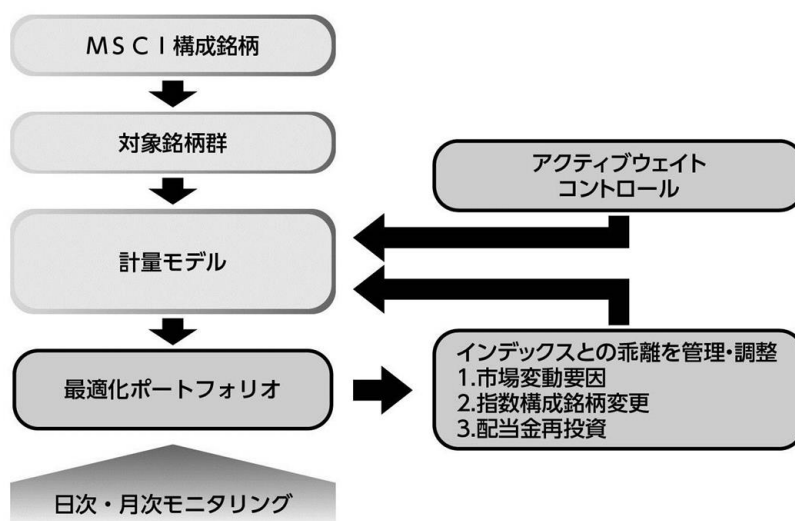 MSCI構成銘柄
対象銘柄群
計量モデル
最適化ポートフォリオ
日次・月次モニタリング
アクティブウェイト
コントロール
インデックスとの乖離を管理・調整
1.市場変動要因
2.指数構成銘柄変更
3.配当金再投資